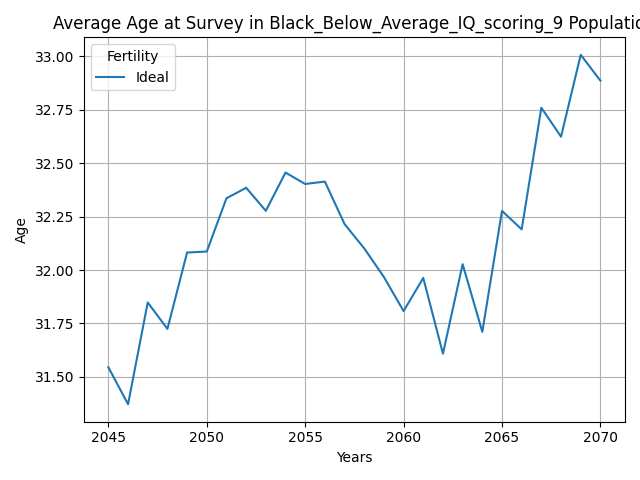 Average Age at Survey in Black_Below_Average_IQ_scoring_9 Populatio
Fertility
Ideal
33.00
32.75
32.50
32.25
32.00
31.75
31.50
Age
2045 2050 2055 2060 2065 2070
Years